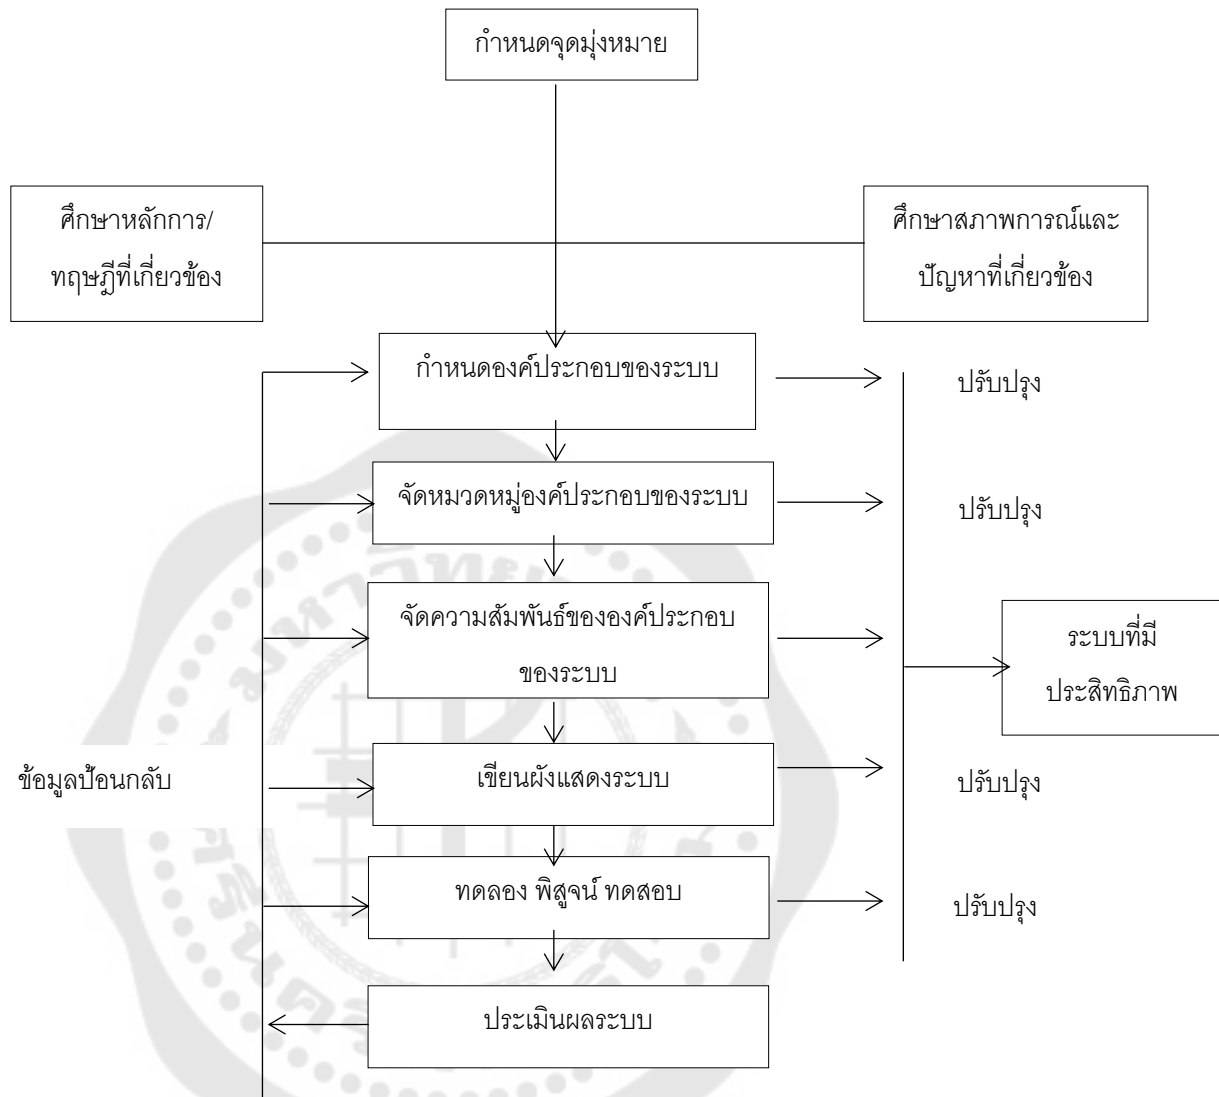 กำหนดจุดมุ่งหมาย
ศึกษาหลักการ/
ทฤษฎีที่เกี่ยวข้อง
ศึกษาสภาพการณ์และ
ปัญหาที่เกี่ยวข้อง
กำหนดองค์ประกอบของระบบ
ปรับปรุง
จัดหมวดหมู่องค์ประกอบของระบบ
ปรับปรุง
จัดความสัมพันธ์ขององค์ประกอบ
ของระบบ
ระบบที่มี
ประสิทธิภาพ
ข้อมูลป้อนกลับ
เขียนผังแสดงระบบ
ปรับปรุง
ทดลอง พิสูจน์ ทดสอบ
ปรับปรุง
ประเมินผลระบบ